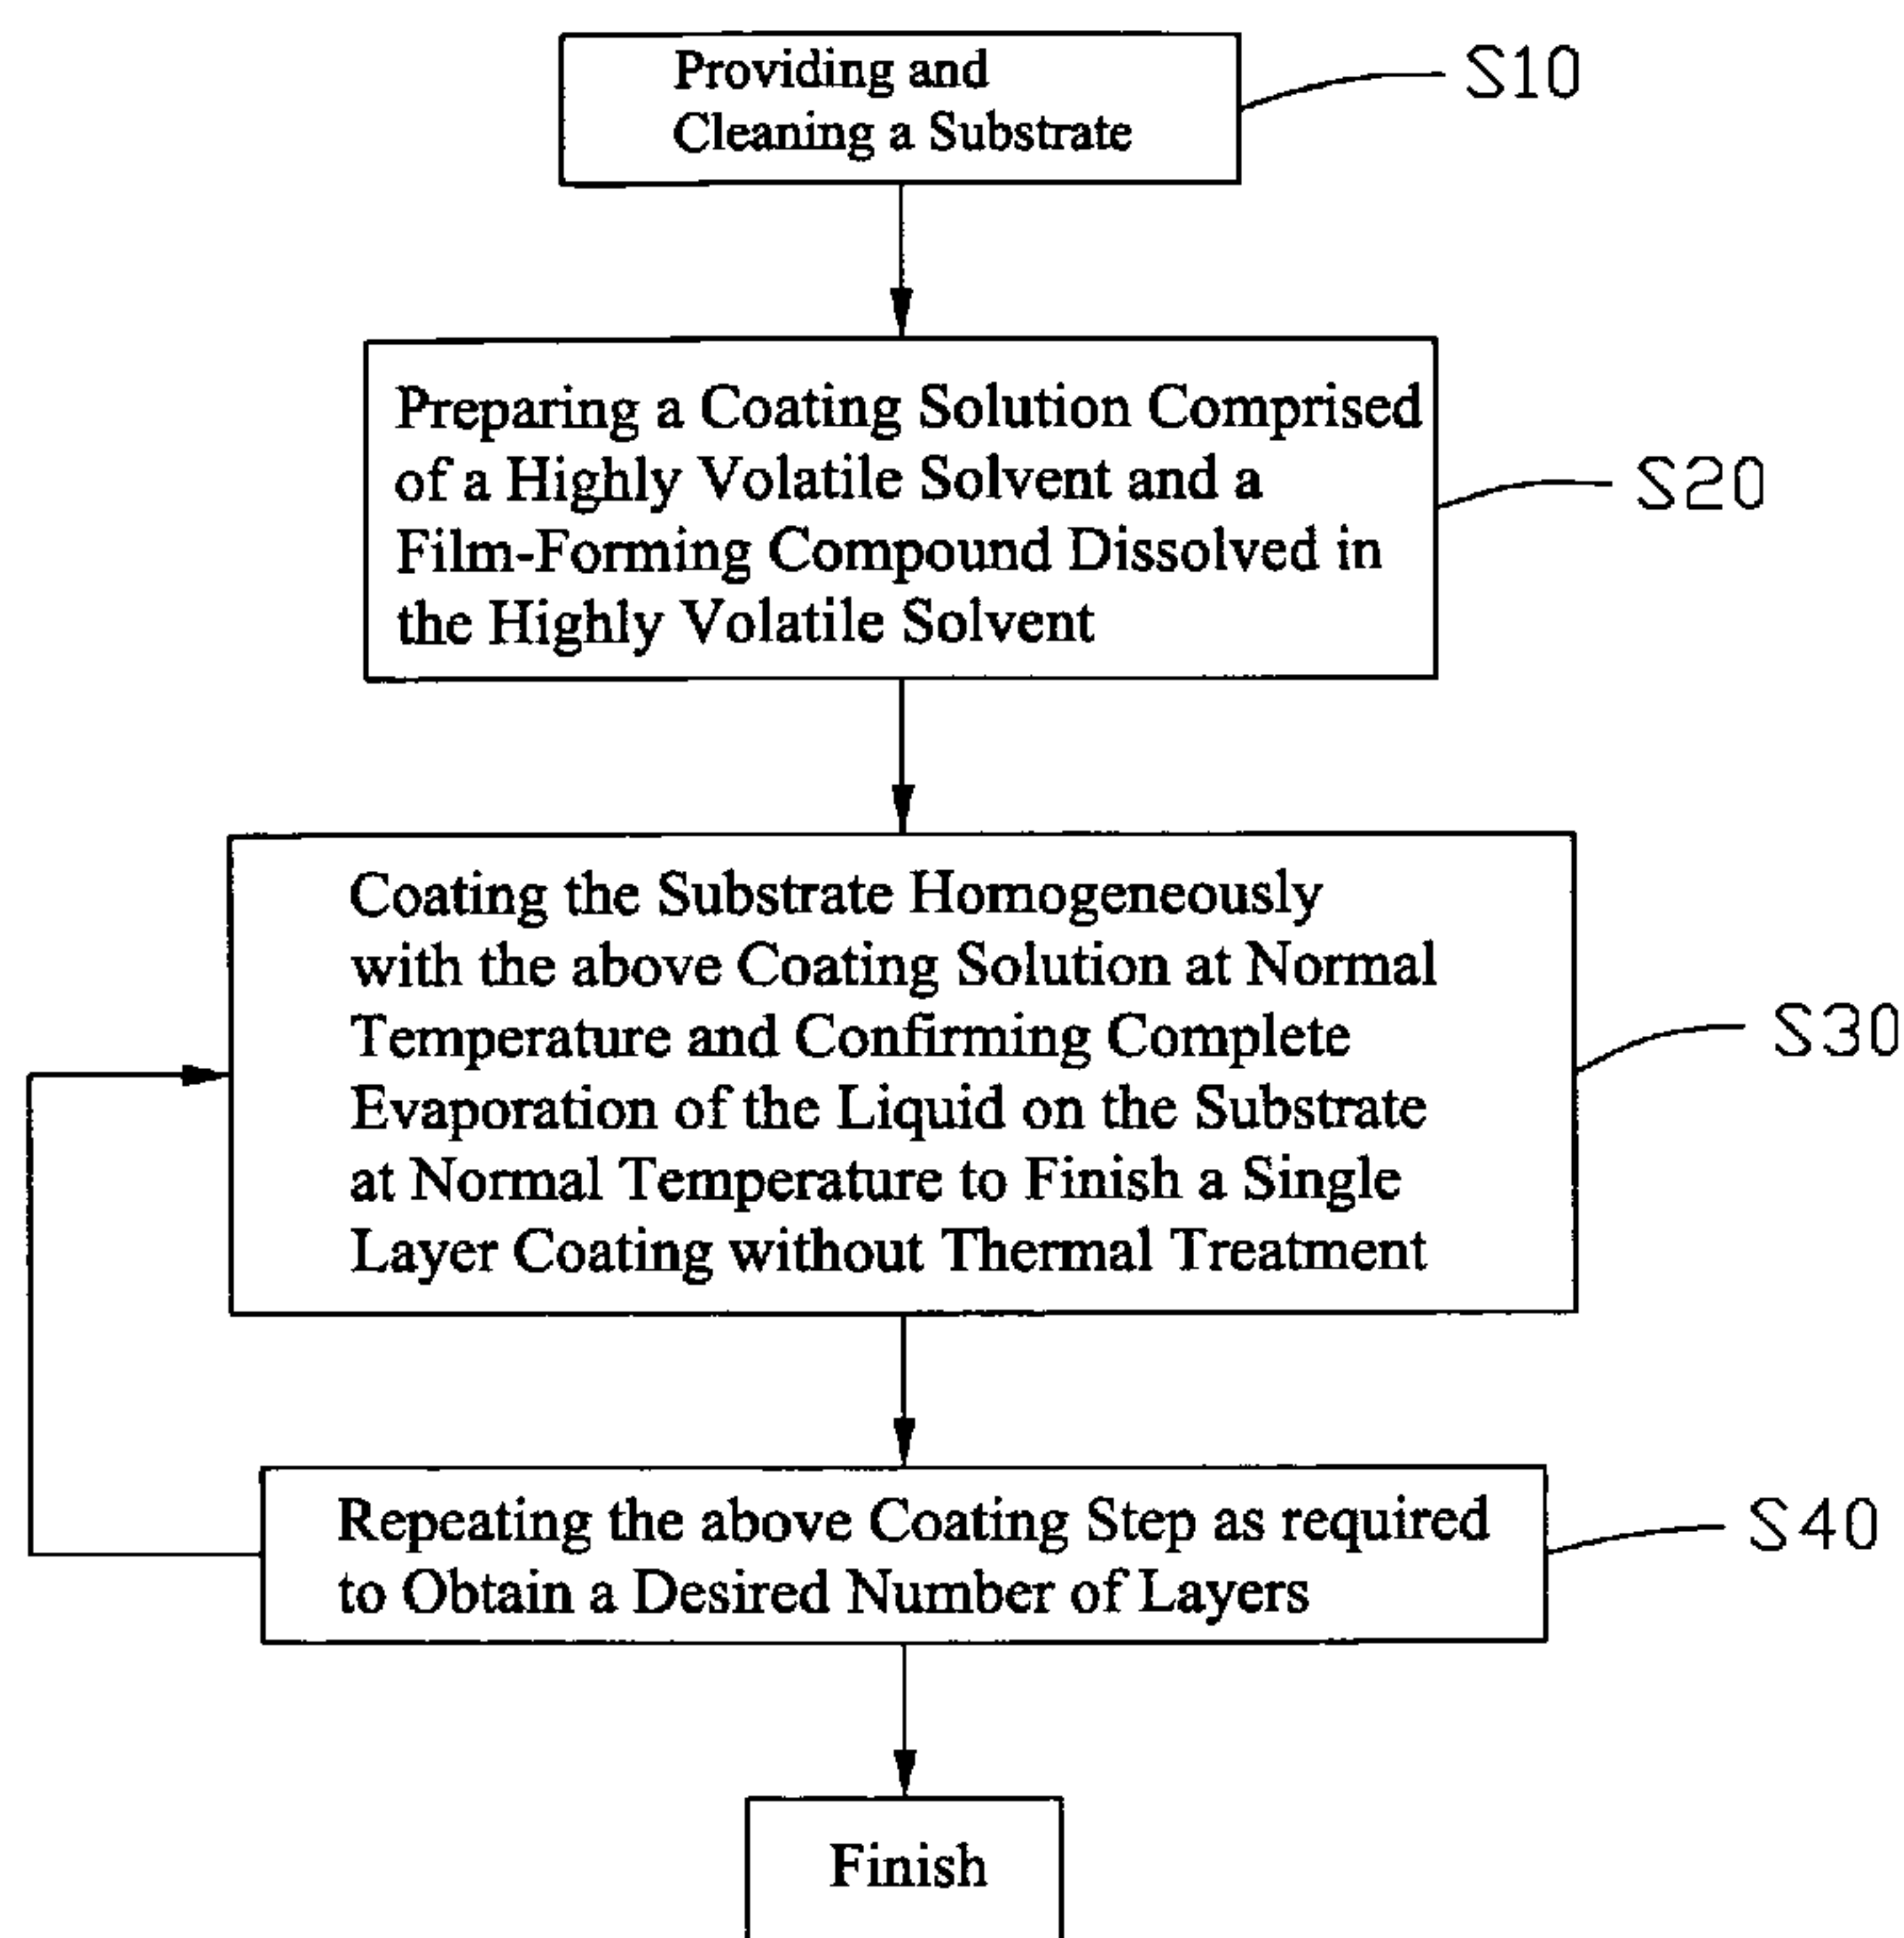 Providing and
Cleaning a Substrate
S10
Preparing a Coating Solution Comprised
of a Highly Volatile Solvent and a
Film-Forming Compound Dissolved in
the Highly Volatile Solvent
S20
Coating the Substrate Homogeneously
with the above Coating Solution at Normal
Temperature and Confirming Complete
Evaporation of the Liquid on the Substrate
at Normal Temperature to Finish a Single
Layer Coating without Thermal Treatment
S30
Repeating the above Coating Step as required
to Obtain a Desired Number of Layers
S40
Finish